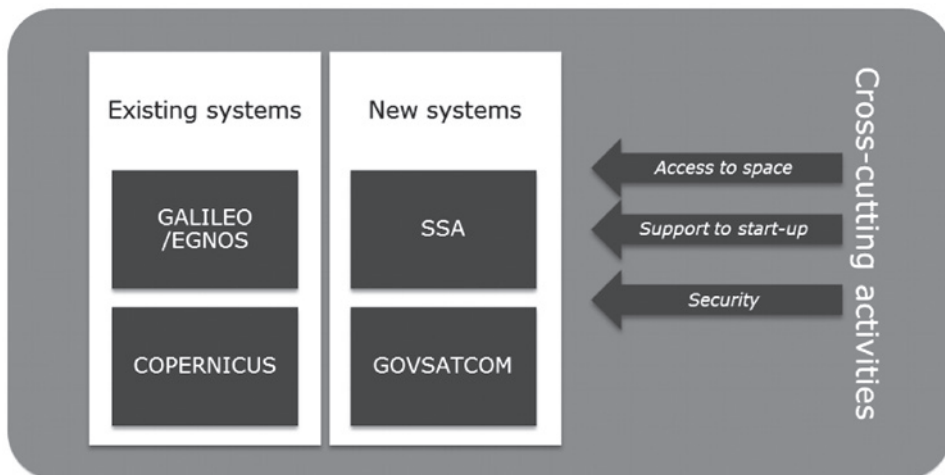 Existing systems
GALILEO
/EGNOS
COPERNICUS
New systems
SSA
GOVSATCOM
Access to space
Support to start-up
Security
Cross-cutting activities